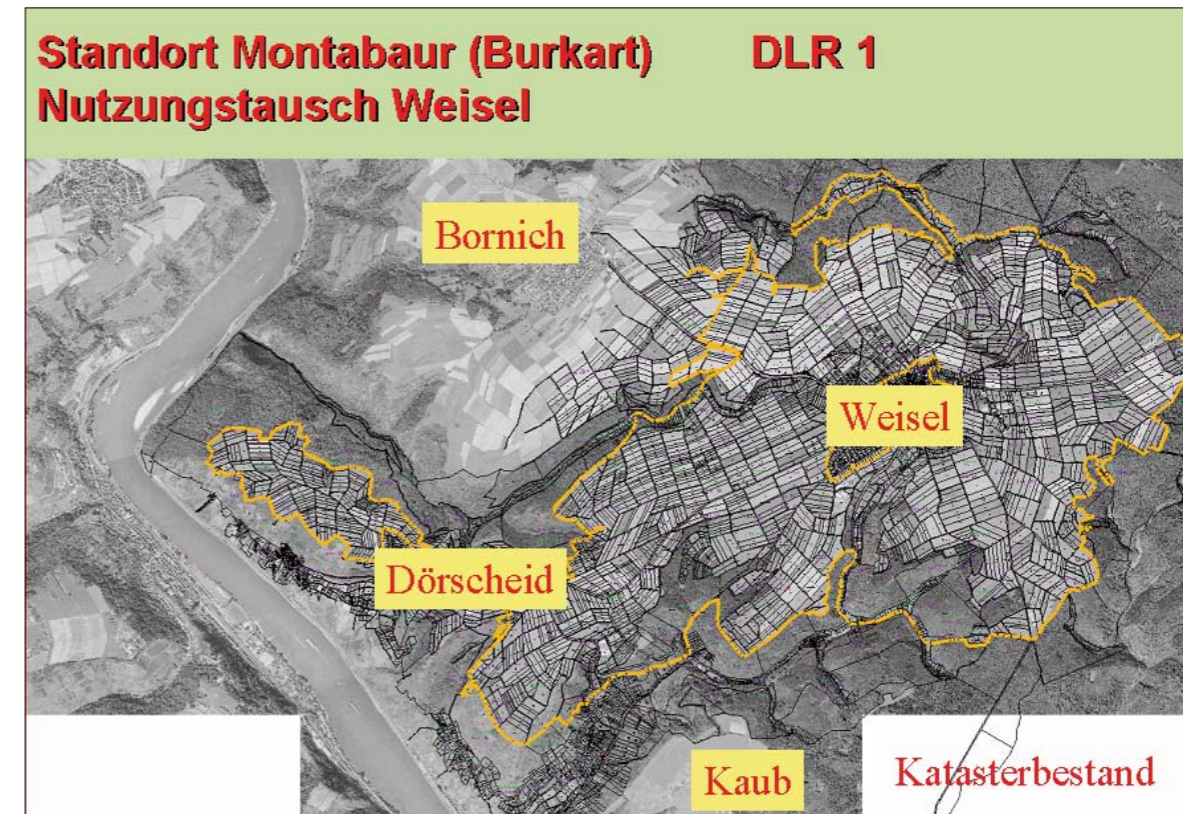 Standort Montabaur (Burkart) DLR 1
Nutzungstausch Weisel
Bornich
Weisel
Dörscheid
Kaub
Katasterbestand